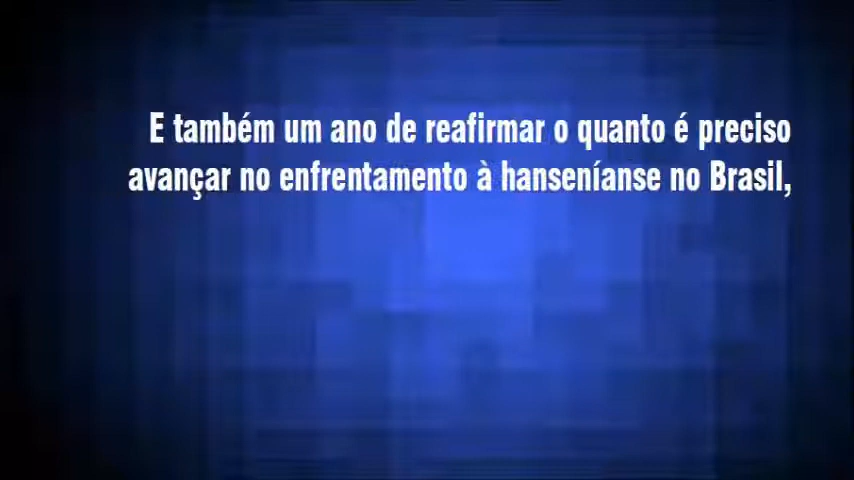 E também um ano de reafirmar o quanto é preciso
avançar no enfrentamento à hanseníanse no Brasil,